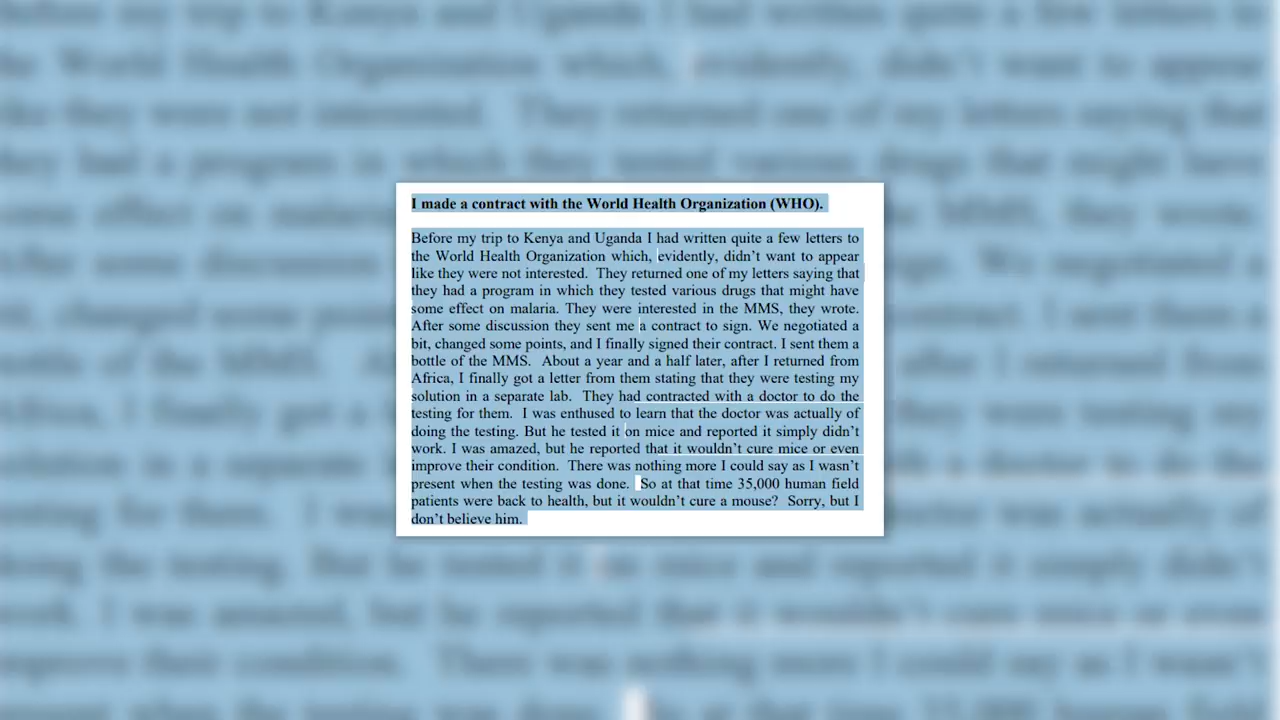 I made a contract with the World Health Organization (WHO).
Before my trip to Kenya and Uganda I had written quite a few letters to
the World Health Organization which, evidently, didn't want to appear
like they were not interested.  They returned one of my letters saying that
they had a program in which they tested various drugs that might have
some effect on malaria. They were interested in the MMS, they wrote.
After some discussion they sent me a contract to sign. We negotiated a
bit, changed some points, and I finally signed their contract. I sent them a
bottle of the MMS.  About a year and a half later, after I returned from
Africa, I finally got a letter from them stating that they were testing my
solution in a separate lab.  They had contracted with a doctor to do the
testing for them.  I was enthused to learn that the doctor was actually of
doing the testing. But he tested it on mice and reported it simply didn't
work. I was amazed, but he reported that it wouldn't cure mice or even
improve their condition.  There was nothing more I could say as I wasn't
present when the testing was done.  So at that time 35,000 human field
patients were back to health, but it wouldn't cure a mouse?  Sorry, but I
don't believe him.